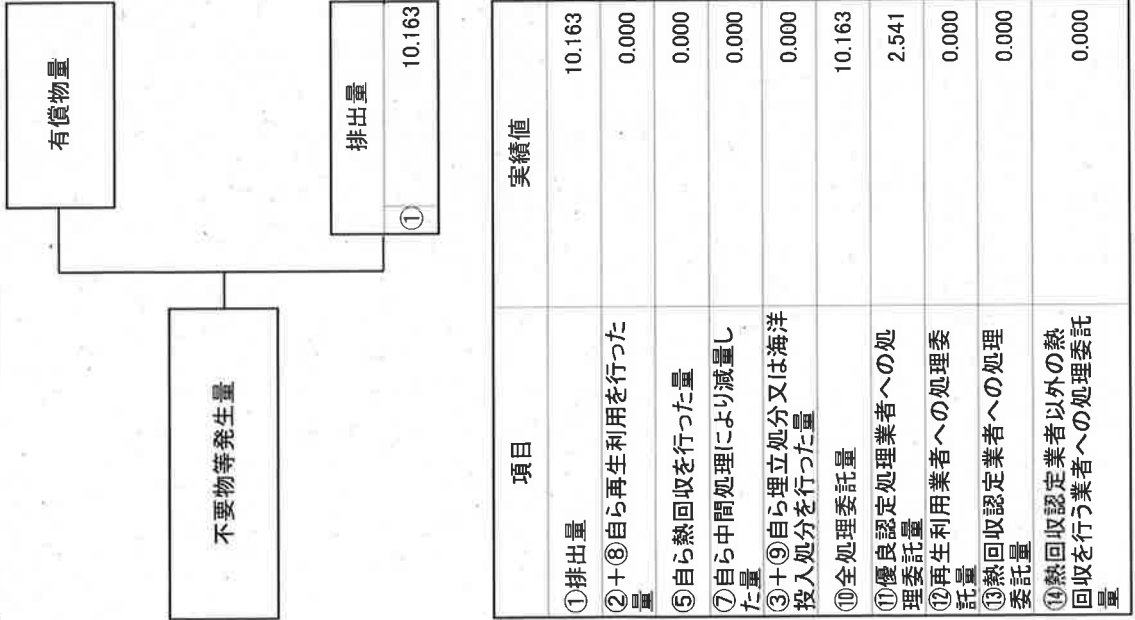 不要物等発生量
有償物量
排出量
① 10.163
項目 実績値
①排出量 10.163
②＋⑧自ら再生利用を行った
量 0.000
⑤自ら熱回収を行った量 0.000
⑦自ら中間処理により減量し
た量 0.000
③＋⑨自ら埋立処分又は海洋
投入処分を行った量 0.000
⑩全処理委託量 10.163
⑪優良認定処理業者への処
理委託量 2.541
⑫再生利用業者への処理委
託量 0.000
⑬熱回収認定業者への処理
委託量 0.000
⑭熱回収認定業者以外の熱
回収を行う業者への処理委託
量 0.000